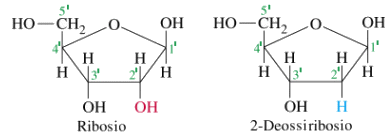 5' 5'
HO—CH₂ O OH HO—CH₂ O OH
4' 1' 4' 1'
H H H H H H H H
3' 2' 3' 2'
OH OH OH H
Ribosio 2-Deossiribosio